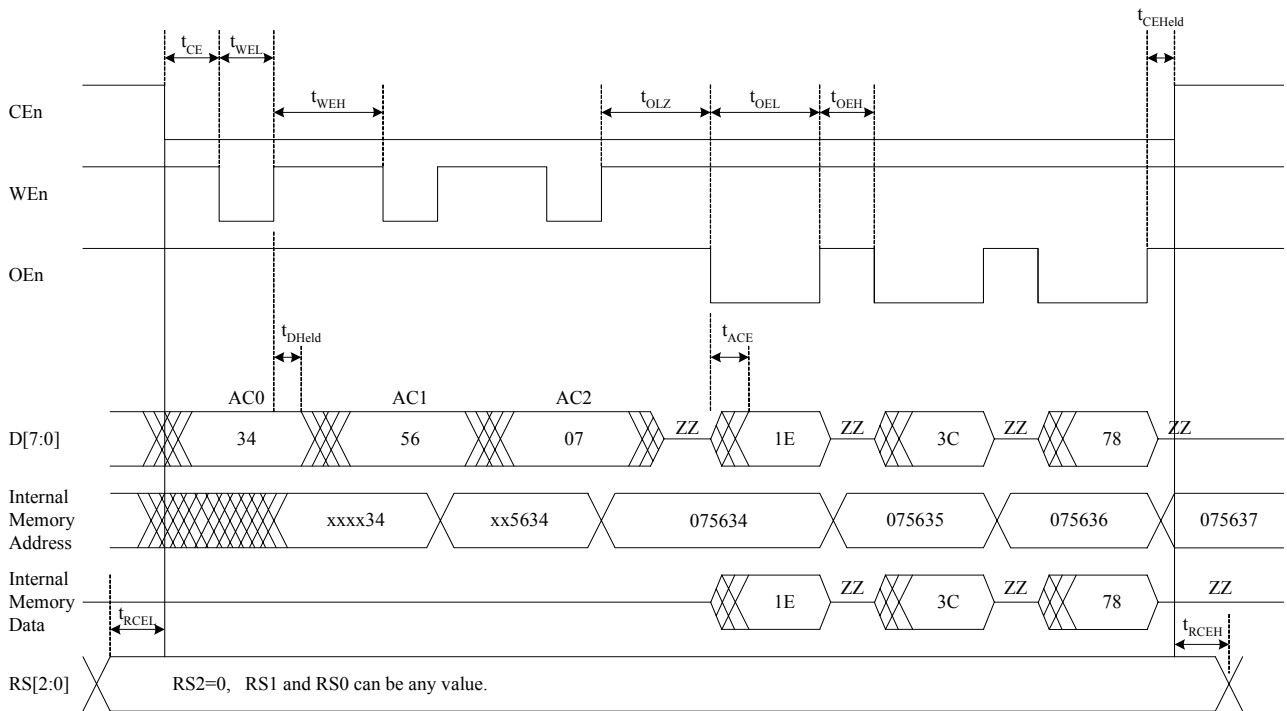 tCEHeld
tCE tWEL
tWEH tOLZ tOEL tOEH
CEn
WEn
OEn
tDHeld tACE
AC0 AC1 AC2
D[7:0] 34 56 07 ZZ 1E ZZ 3C ZZ 78 ZZ
Internal
Memory
Address
xxxx34 xx5634 075634 075635 075636 075637
Internal
Memory
Data
1E ZZ 3C ZZ 78 ZZ
tRCEL tRCEH
RS[2:0] RS2=0, RS1 and RS0 can be any value.